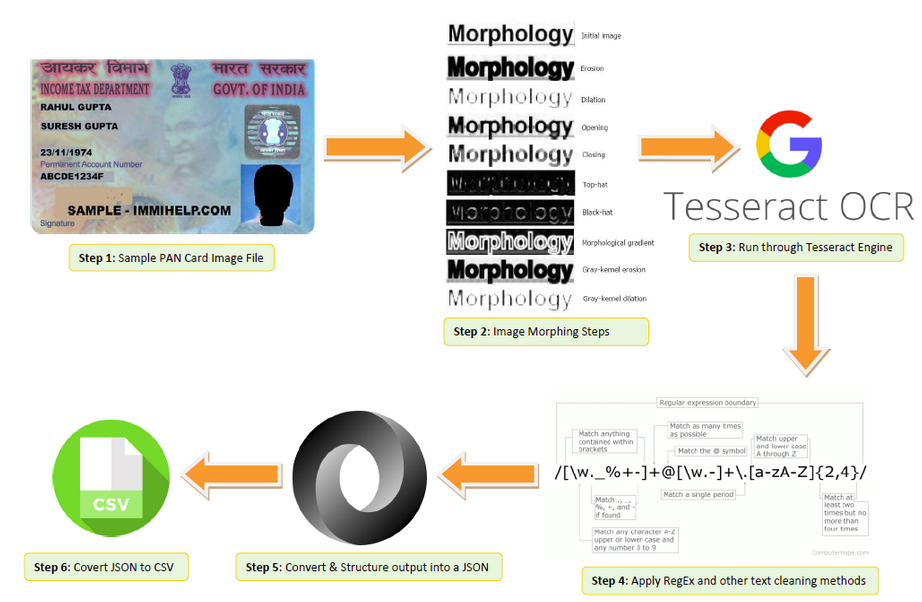 आयकर विभाग भारत सरकार
INCOME TAX DEPARTMENT GOVT. OF INDIA
RAHUL GUPTA
SURESH GUPTA
23/11/1974
Permanent Account Number
ABCDE1234F
SAMPLE - IMMIHELP.COM
Signature
Step 1: Sample PAN Card Image File
Morphology Initial image
Morphology Erosion
Morphology Dilation
Morphology Opening
Morphology Closing
Morphology Top-hat
Morphology Black-hat
Morphology Morphological gradient
Morphology Gray-kernel erosion
Morphology Gray-kernel dilation
Step 2: Image Morphing Steps
G
Tesseract OCR
Step 3: Run through Tesseract Engine
Regular expression boundary
Match anything
contained within
brackets
Match as many times
as possible
Match the @ symbol
Match upper
and lower case
A through Z
/[\w._%+-]+@[\w.-]+\.[a-zA-Z]{2,4}/
Match ., _,
%, +, and -
if found
Match a single period
Match at
least two
times but no
more than
four times
Match any character A-Z
upper or lower case and
any number 0 to 9
ComputerHope.com
Step 4: Apply RegEx and other text cleaning methods
Step 5: Convert & Structure output into a JSON
CSV
Step 6: Covert JSON to CSV